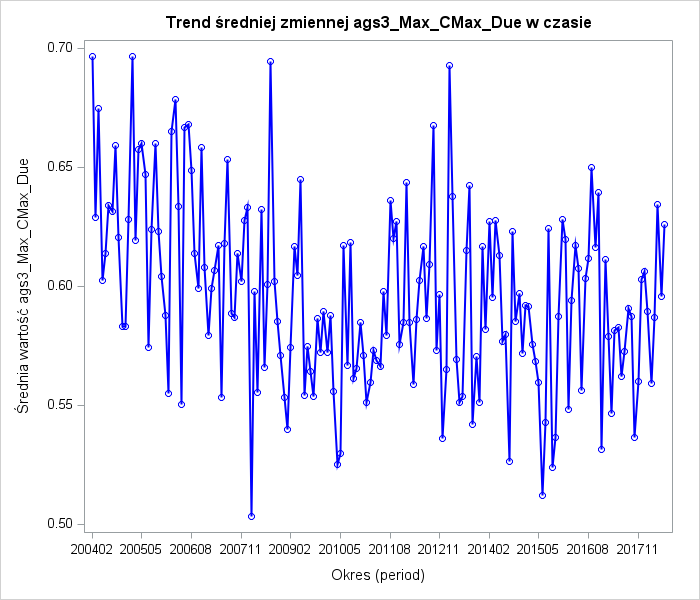 Trend średniej zmiennej ags3_Max_CMax_Due w czasie
Średnia wartość ags3_Max_CMax_Due
0.70
0.65
0.60
0.55
0.50
200402 200505 200608 200711 200902 201005 201108 201211 201402 201505 201608 201711
Okres (period)